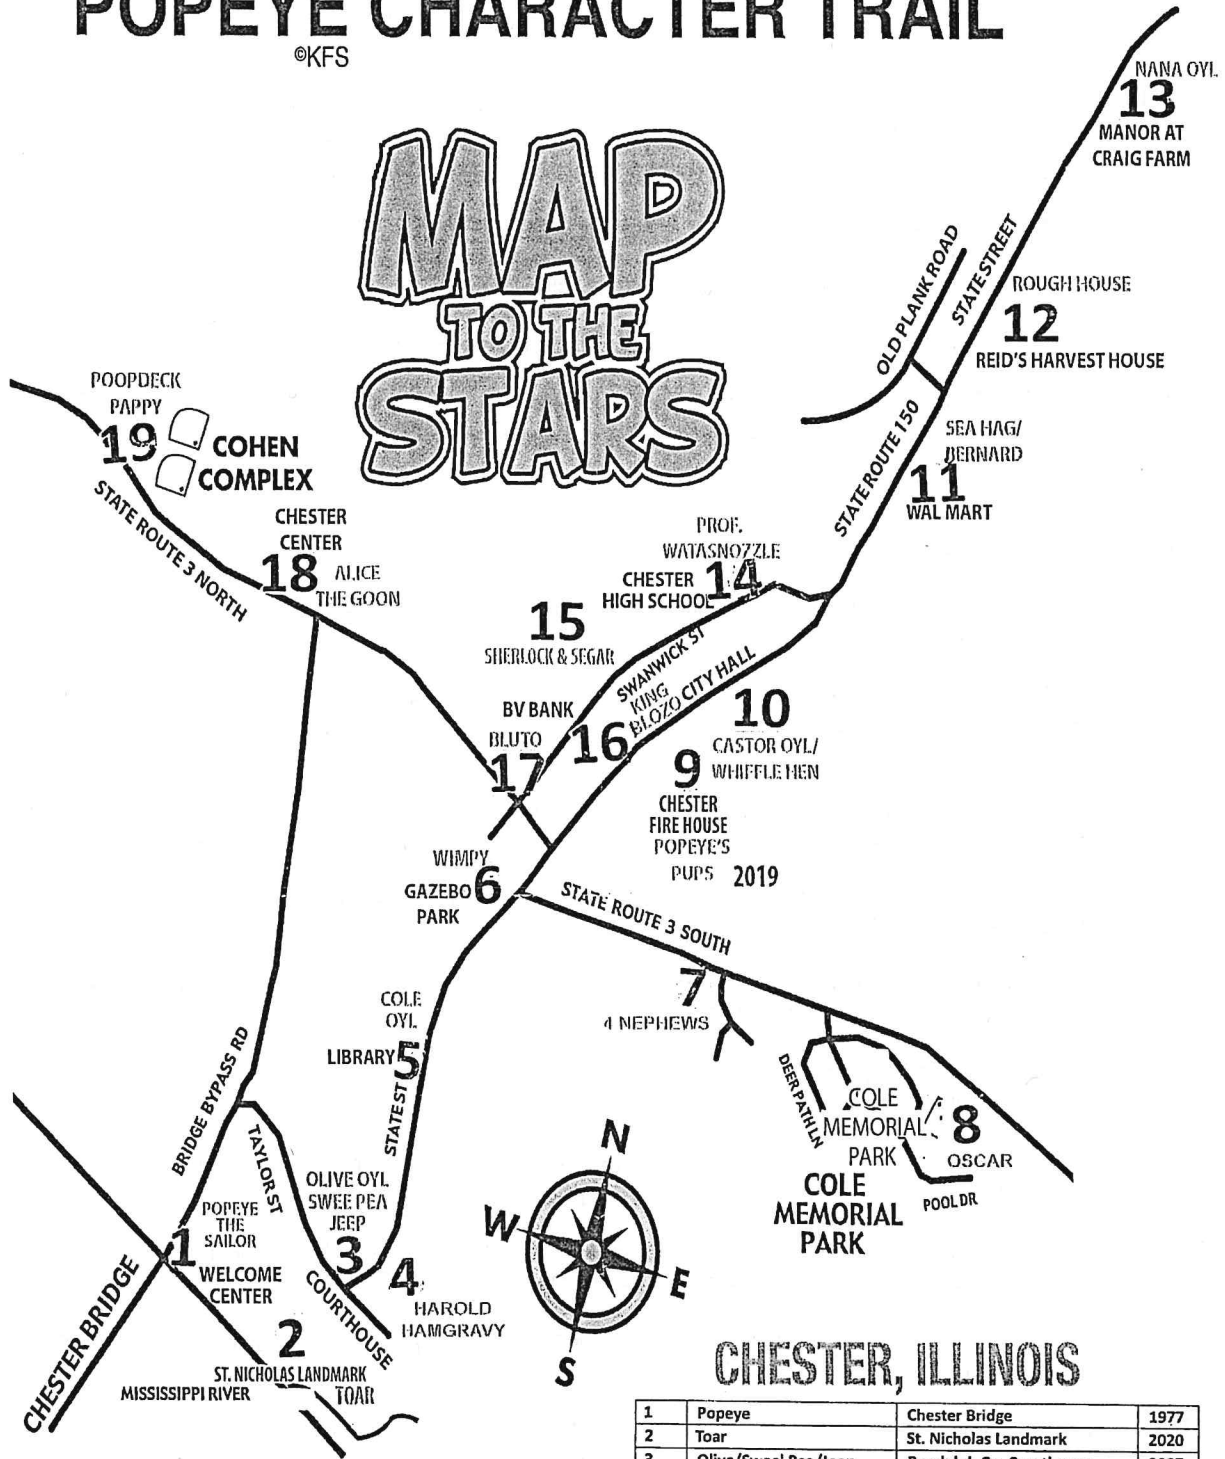 POPEYE CHARACTER TRAIL
©KFS
MAP
TO THE
STARS
NANA OYL
13
MANOR AT
CRAIG FARM
OLD PLANK ROAD
STATE STREET
ROUGH HOUSE
12
REID'S HARVEST HOUSE
STATE ROUTE 150
SEA HAG/
BERNARD
11
WAL MART
POOPDECK
PAPPY
19
COHEN
COMPLEX
STATE ROUTE 3 NORTH
CHESTER
CENTER
18
ALICE
THE GOON
PROF.
WATASNOZZLE
CHESTER
HIGH SCHOOL
14
15
SHERLOCK & SEGAR
SWANWICK ST
KING
BLOZO
CITY HALL
16
BV BANK
BLUTO
17
10
CASTOR OYL/
WHIFFLE HEN
9
CHESTER
FIRE HOUSE
POPEYE'S
PUPS 2019
WIMPY
6
GAZEBO
PARK
STATE ROUTE 3 SOUTH
7
4 NEPHEWS
COLE
OYL
LIBRARY
5
STATE ST
BRIDGE BYPASS RD
TAYLOR ST
DEER PATH LN
COLE
MEMORIAL
PARK
8
OSCAR
COLE
MEMORIAL
PARK
POOL DR
OLIVE OYL
SWEE PEA
JEEP
3
POPEYE
THE
SAILOR
1
WELCOME
CENTER
4
HAROLD
HAMGRAVY
COURTHOUSE
CHESTER BRIDGE
2
ST. NICHOLAS LANDMARK
TOAR
MISSISSIPPI RIVER
N
W
E
S
CHESTER, ILLINOIS
1 Popeye Chester Bridge 1977
2 Toar St. Nicholas Landmark 2020